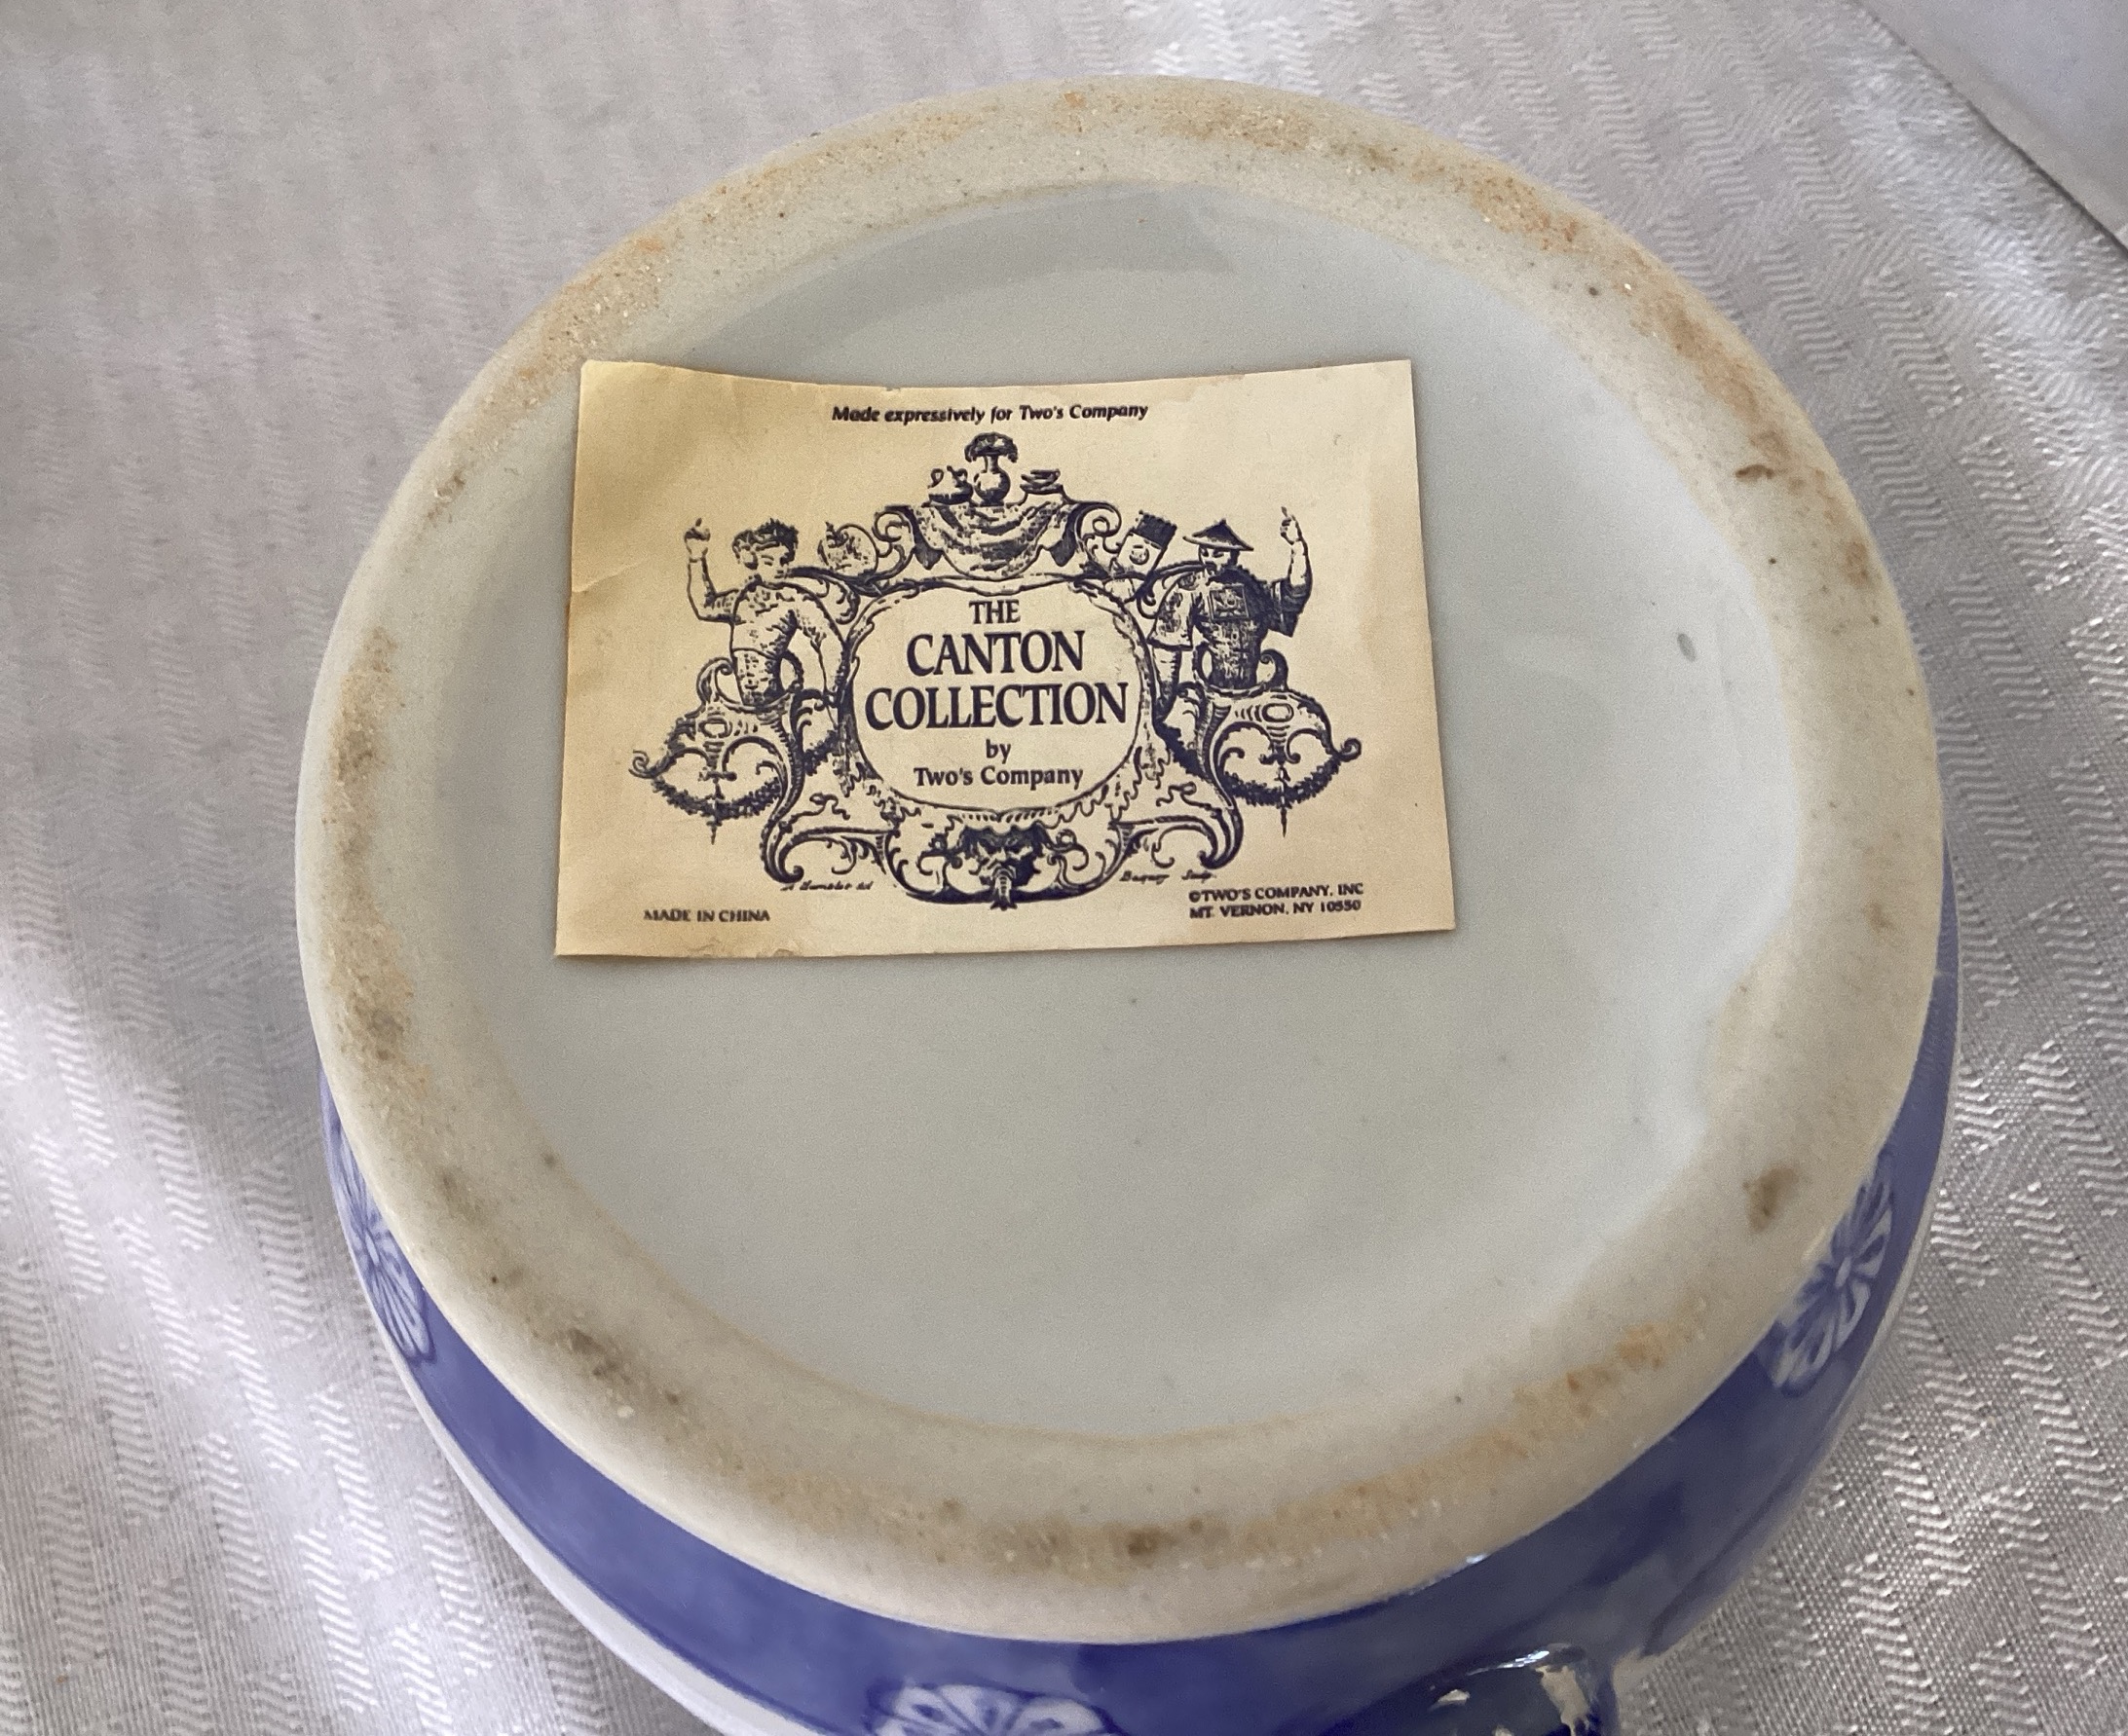 Made expressively for Two's Company
THE
CANTON
COLLECTION
by
Two's Company
MADE IN CHINA
©TWO'S COMPANY, INC
MT. VERNON, NY 10550